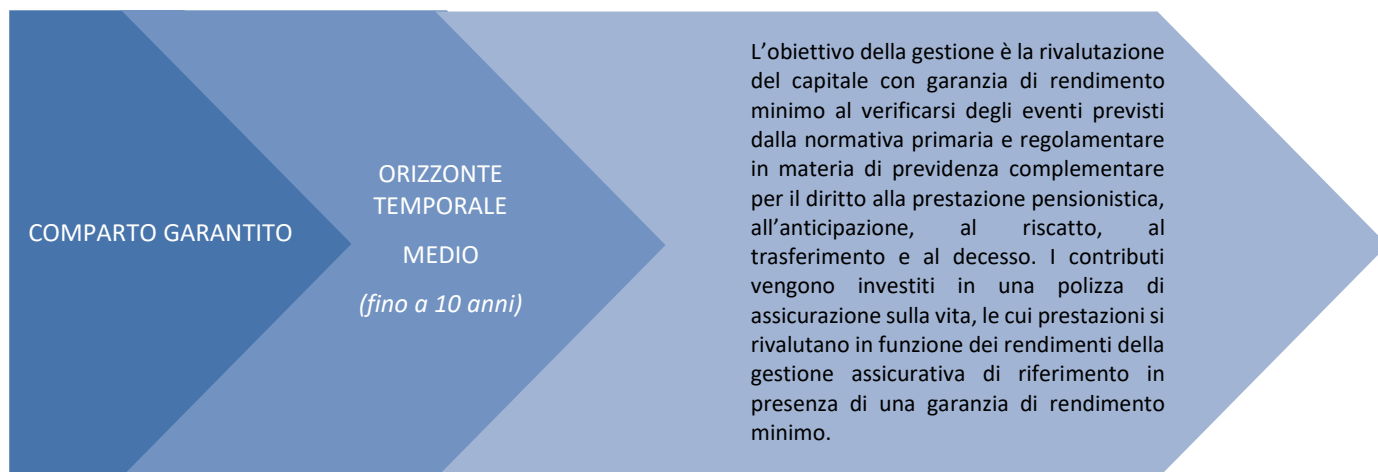 COMPARTO GARANTITO
ORIZZONTE
TEMPORALE
MEDIO
(fino a 10 anni)
L’obiettivo della gestione è la rivalutazione
del capitale con garanzia di rendimento
minimo al verificarsi degli eventi previsti
dalla normativa primaria e regolamentare
in materia di previdenza complementare
per il diritto alla prestazione pensionistica,
all’anticipazione, al riscatto, al
trasferimento e al decesso. I contributi
vengono investiti in una polizza di
assicurazione sulla vita, le cui prestazioni si
rivalutano in funzione dei rendimenti della
gestione assicurativa di riferimento in
presenza di una garanzia di rendimento
minimo.